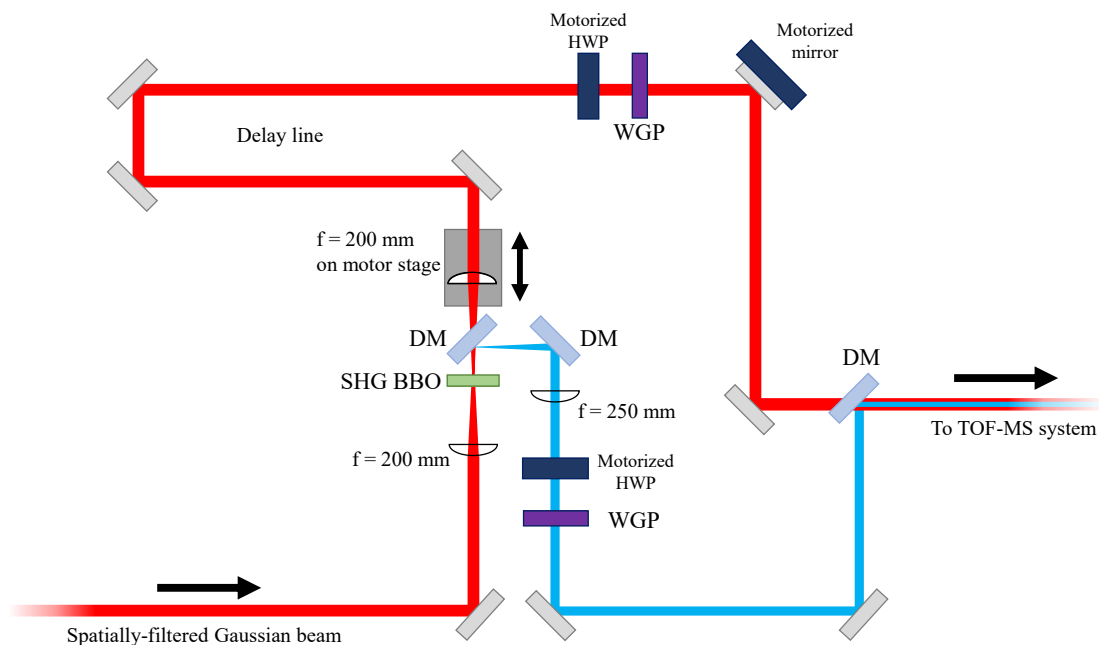 Motorized
HWP
Motorized
mirror
WGP
Delay line
f = 200 mm
on motor stage
DM
DM
DM
SHG BBO
f = 250 mm
To TOF-MS system
f = 200 mm
Motorized
HWP
WGP
Spatially-filtered Gaussian beam